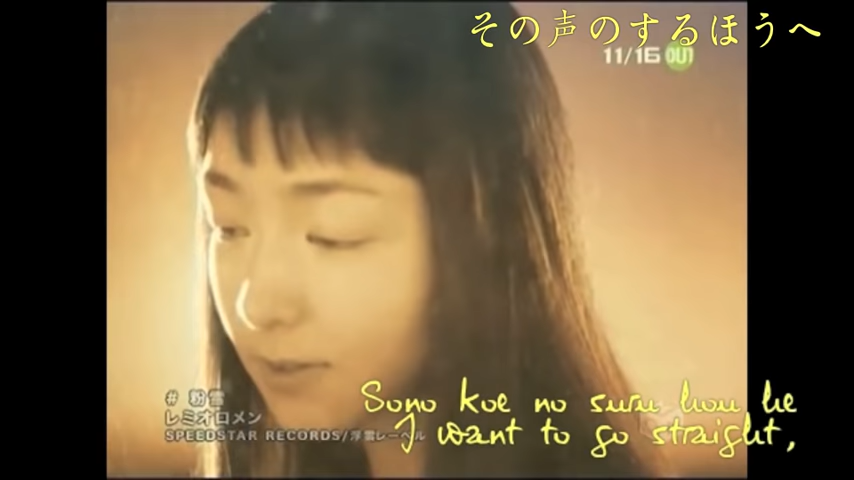 その声のするほうへ
11/16 OUT
# 粉雪
レミオロメン
SPEEDSTAR RECORDS/浮雲レーベル
Sono koe no suru hou he
I want to go straight,